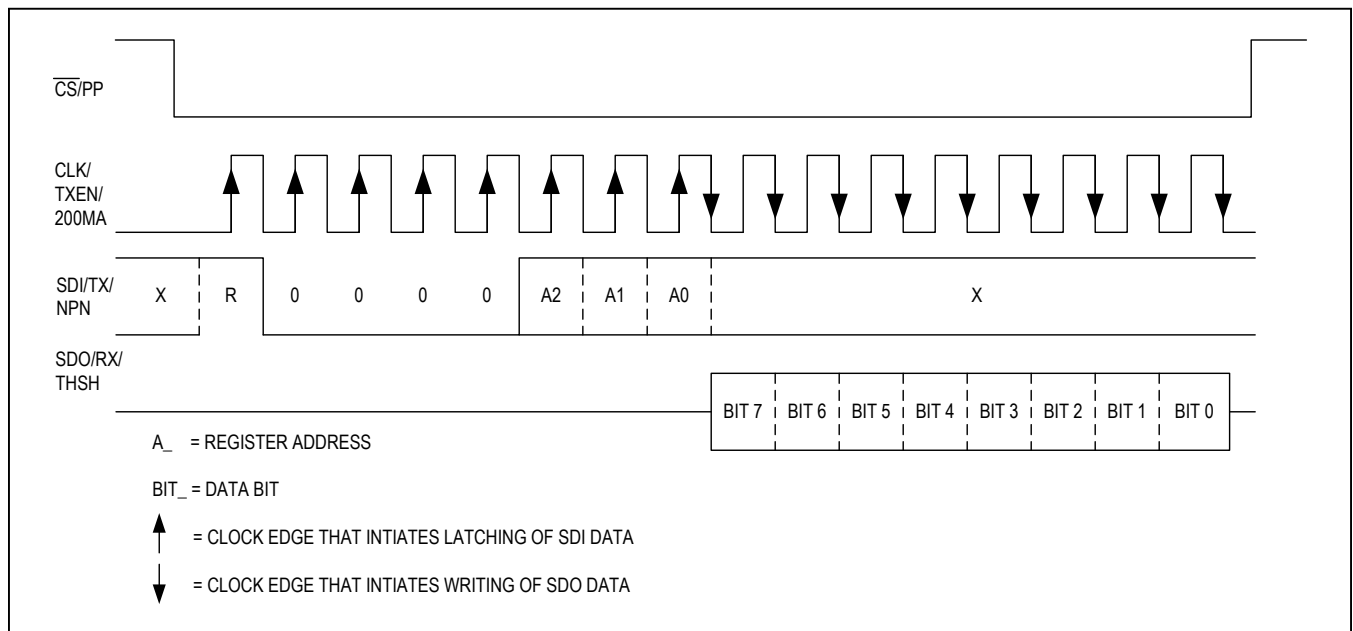 CS/PP
CLK/
TXEN/
200MA
SDI/TX/
NPN
X R 0 0 0 0 A2 A1 A0 X
SDO/RX/
THSH
BIT 7 BIT 6 BIT 5 BIT 4 BIT 3 BIT 2 BIT 1 BIT 0
A_ = REGISTER ADDRESS
BIT_ = DATA BIT
= CLOCK EDGE THAT INTIATES LATCHING OF SDI DATA
= CLOCK EDGE THAT INTIATES WRITING OF SDO DATA